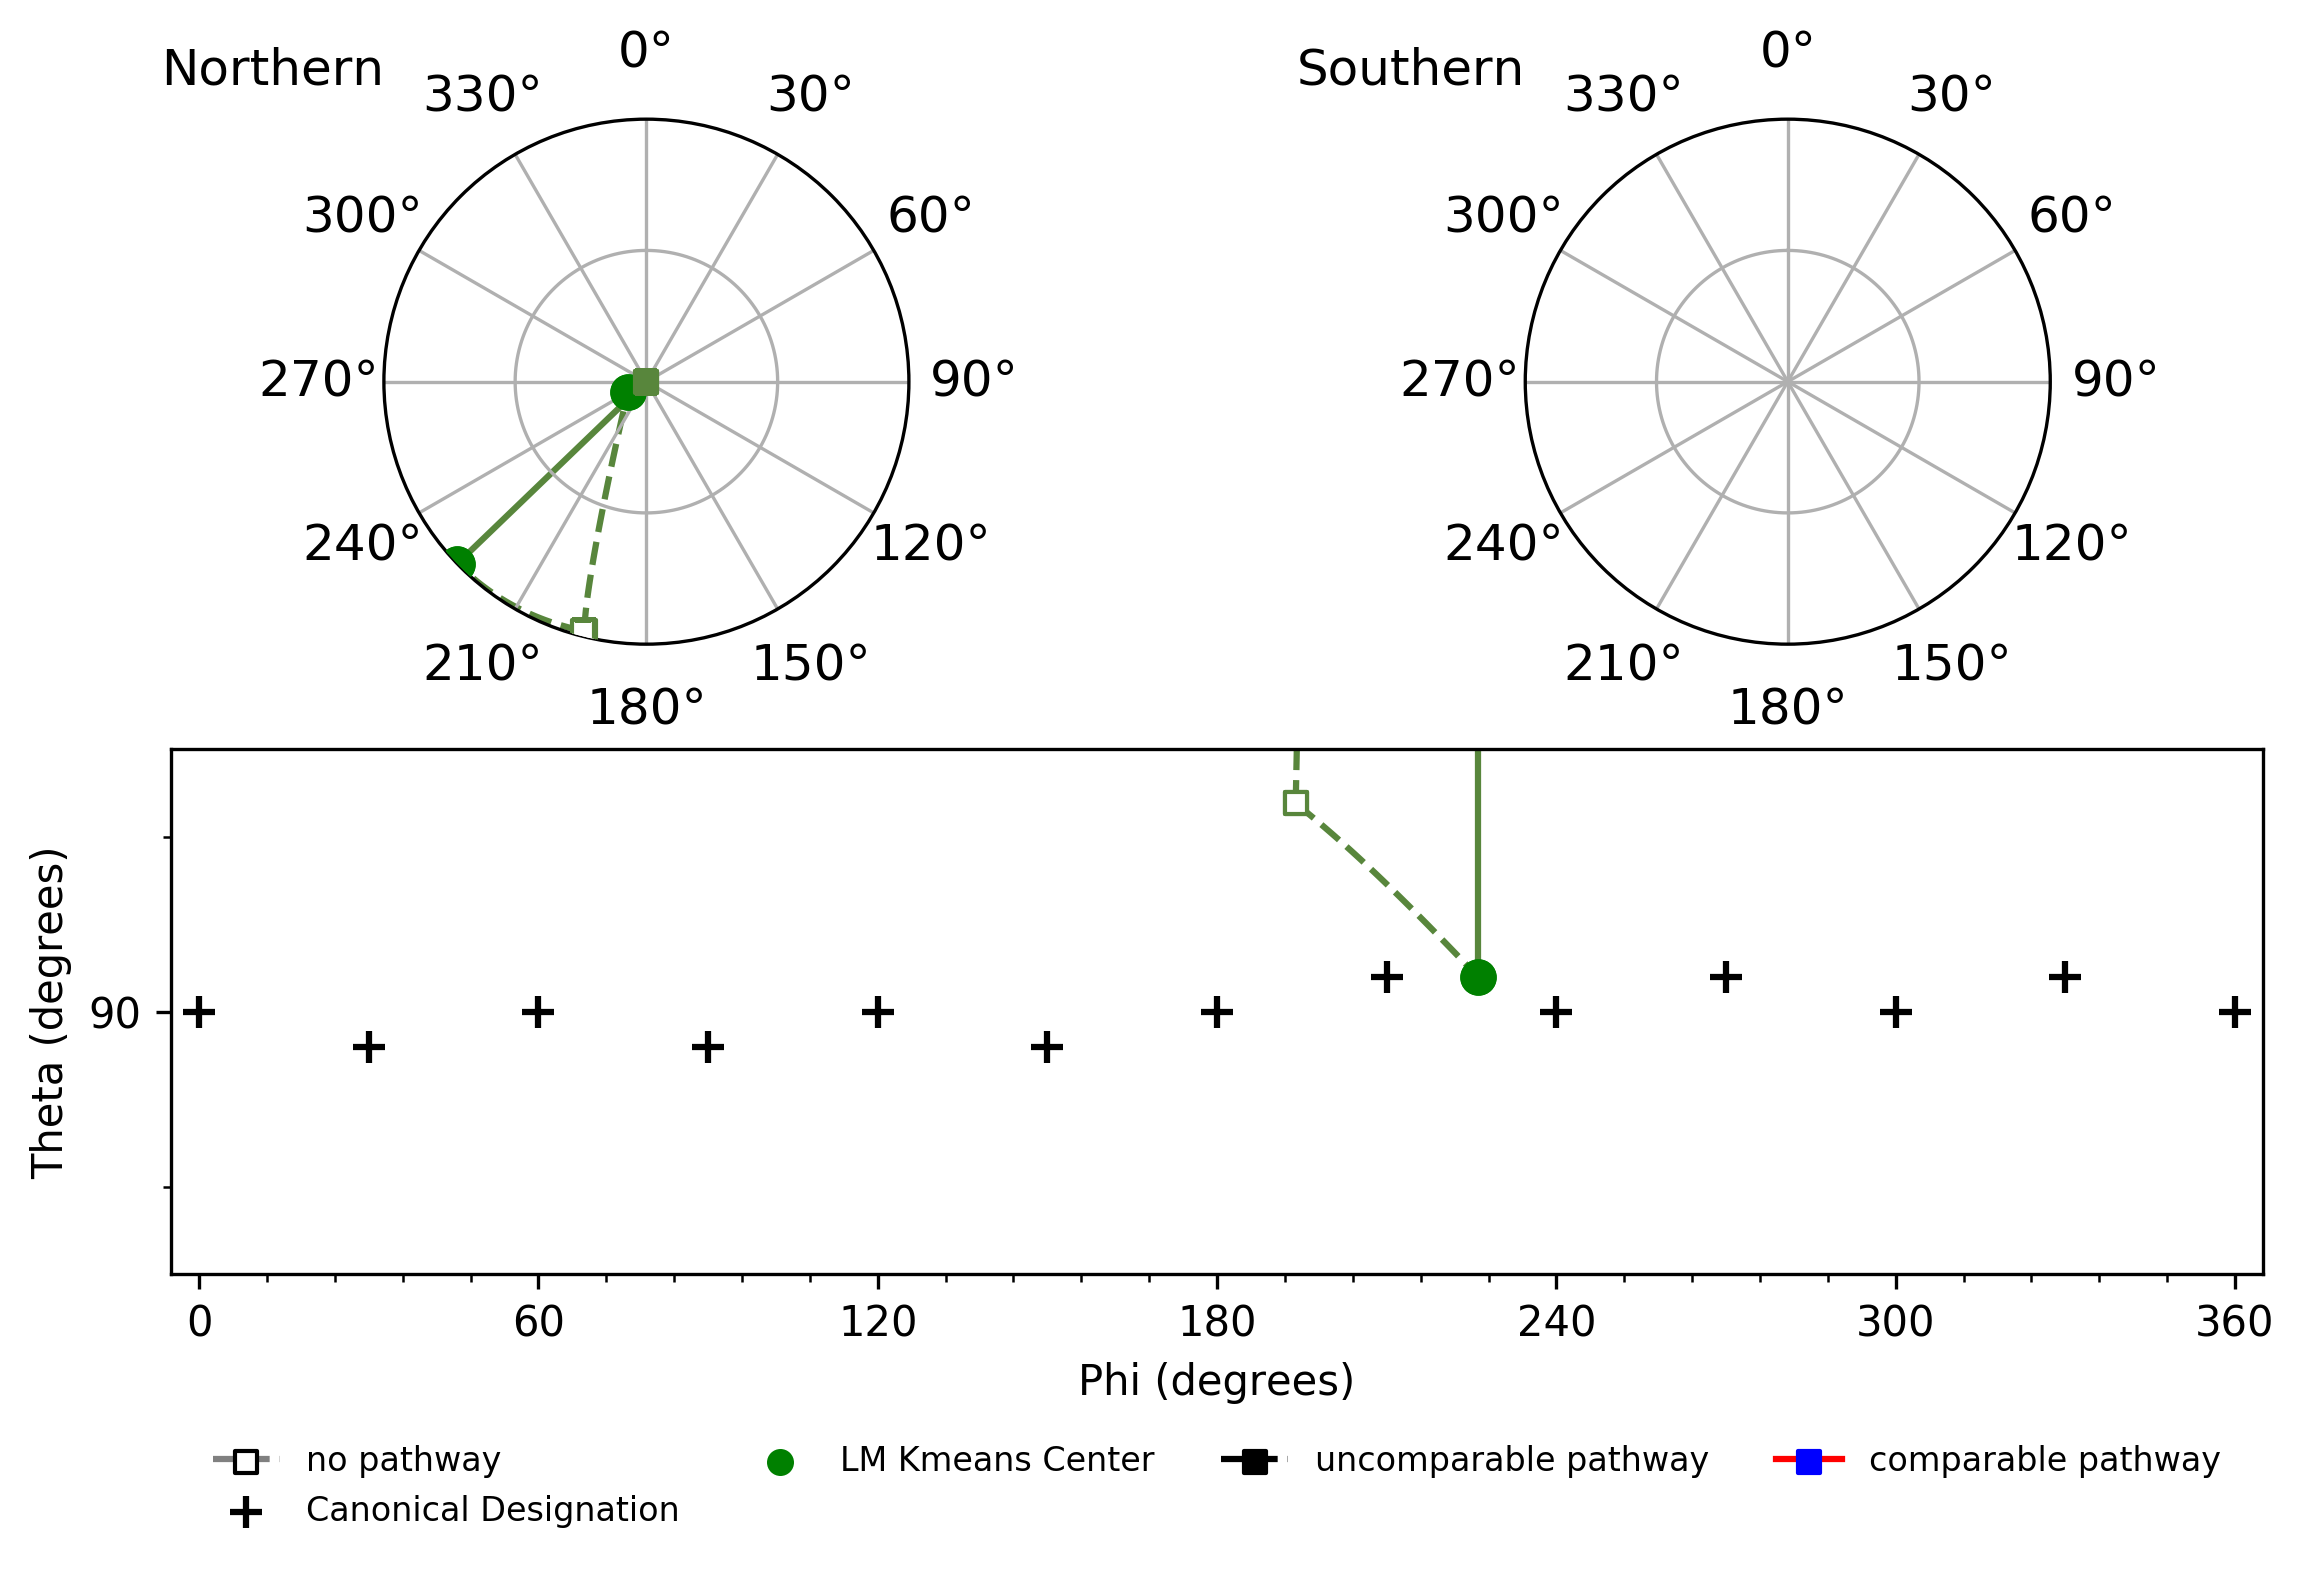 Northern
0°
30°
60°
90°
120°
150°
180°
210°
240°
270°
300°
330°
Southern
0°
30°
60°
90°
120°
150°
180°
210°
240°
270°
300°
330°
Theta (degrees)
90
0 60 120 180 240 300 360
Phi (degrees)
no pathway
Canonical Designation
LM Kmeans Center
uncomparable pathway
comparable pathway